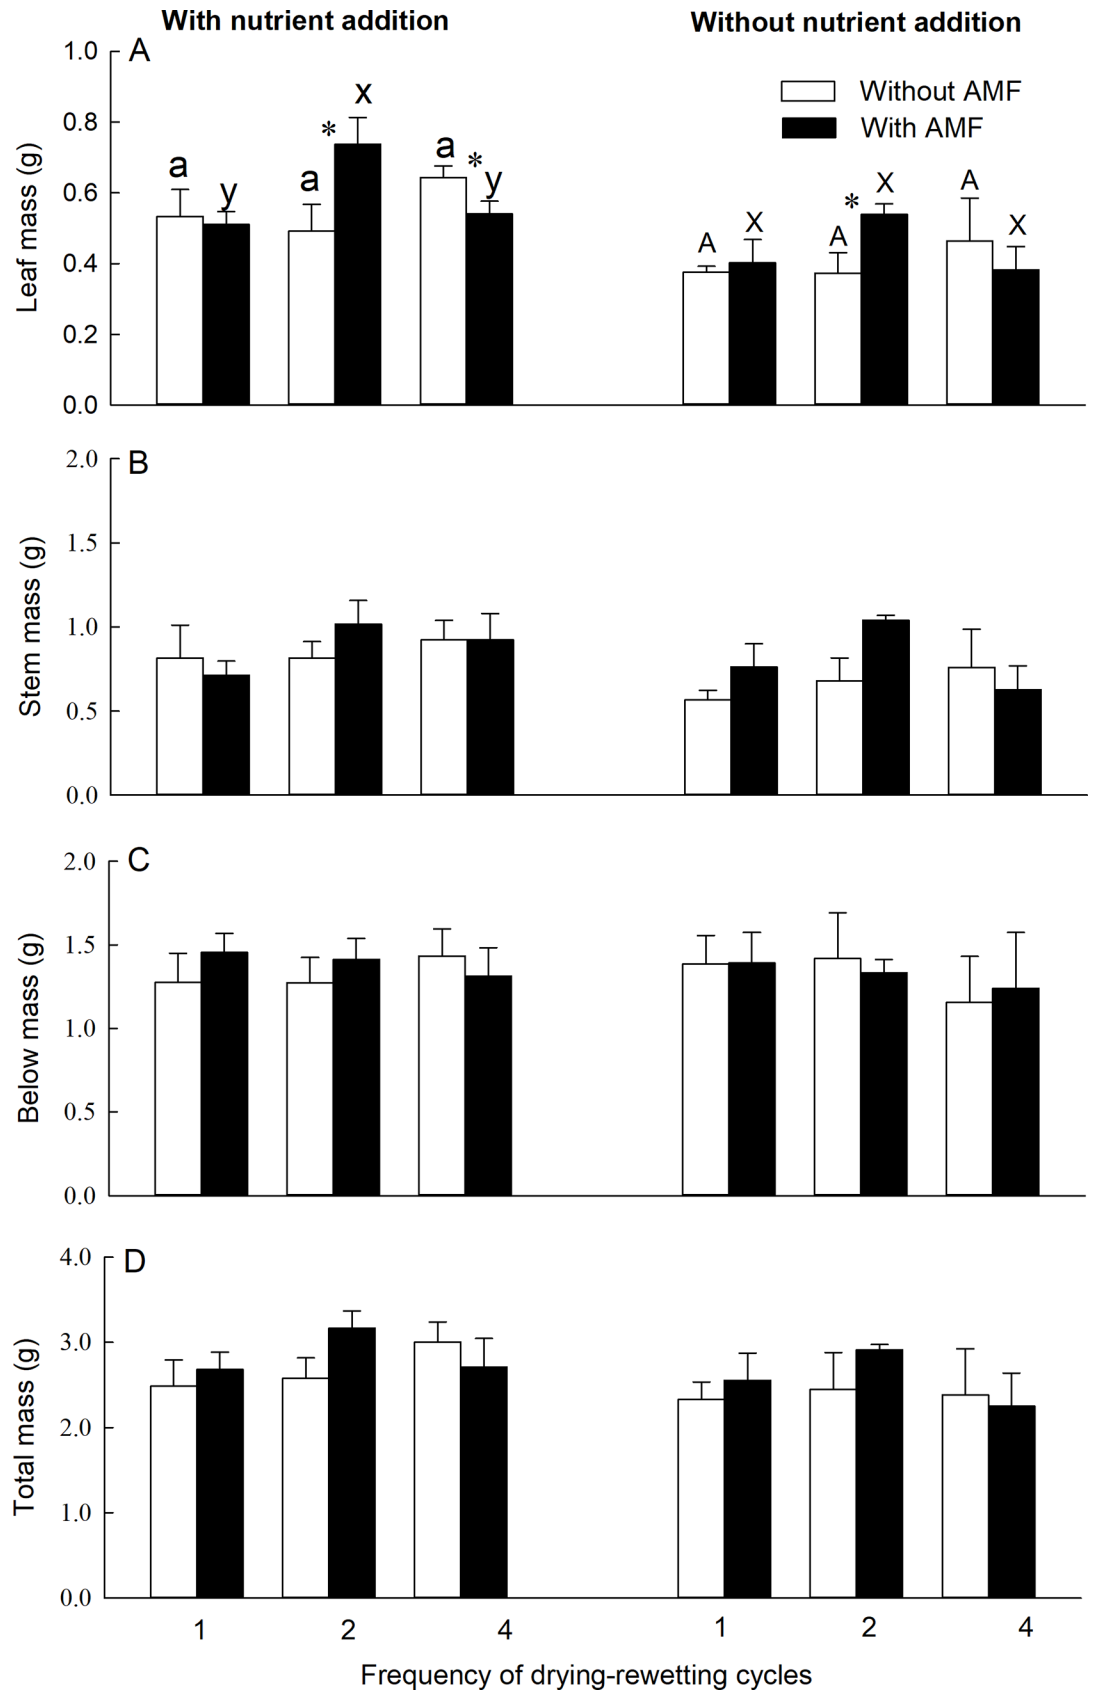 With nutrient addition
Without nutrient addition
A
1.0
0.8
0.6
0.4
0.2
0.0
Leaf mass (g)
Without AMF
With AMF
a
y
a
*
x
a
*
y
A
X
A
*
X
A
X
B
2.0
1.5
1.0
0.5
0.0
Stem mass (g)
C
2.0
1.5
1.0
0.5
0.0
Below mass (g)
D
4.0
3.0
2.0
1.0
0.0
Total mass (g)
1 2 4 1 2 4
Frequency of drying-rewetting cycles